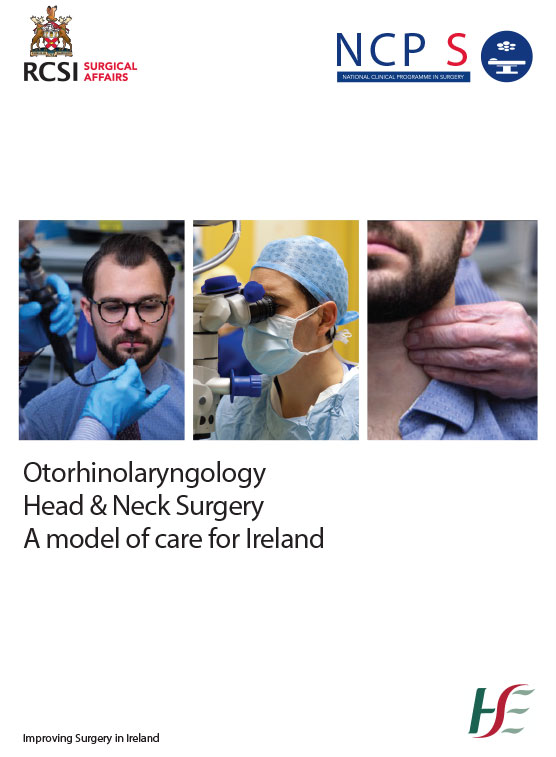 RCSI SURGICAL
AFFAIRS
NCP S
NATIONAL CLINICAL PROGRAMME IN SURGERY
Otorhinolaryngology
Head & Neck Surgery
A model of care for Ireland
HSE
Improving Surgery in Ireland